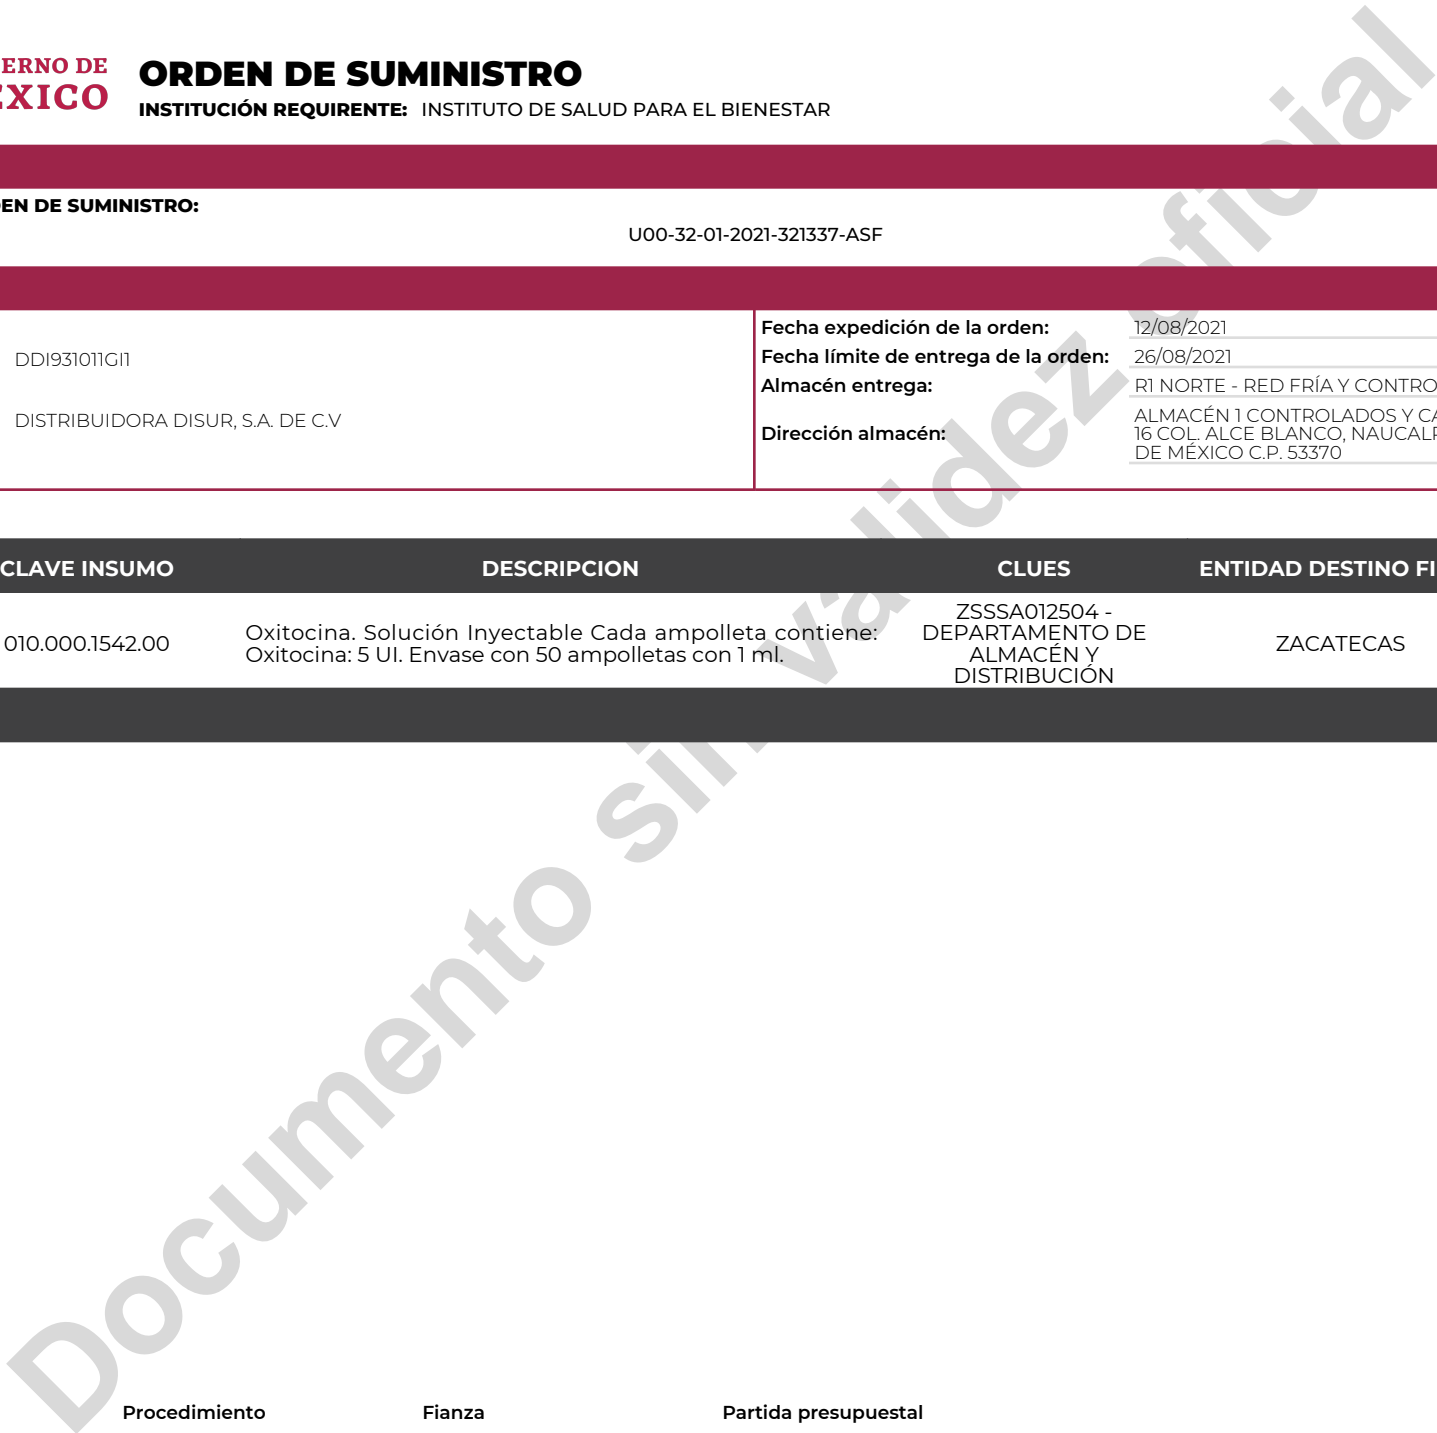 ERNO DE
ÉXICO
ORDEN DE SUMINISTRO
INSTITUCIÓN REQUIRENTE: INSTITUTO DE SALUD PARA EL BIENESTAR
EN DE SUMINISTRO:
U00-32-01-2021-321337-ASF
DDI931011GI1
DISTRIBUIDORA DISUR, S.A. DE C.V
Fecha expedición de la orden: 12/08/2021
Fecha límite de entrega de la orden: 26/08/2021
Almacén entrega: R1 NORTE - RED FRÍA Y CONTRO
Dirección almacén:
ALMACÉN 1 CONTROLADOS Y CA
16 COL. ALCE BLANCO, NAUCALP
DE MÉXICO C.P. 53370
CLAVE INSUMO DESCRIPCION CLUES ENTIDAD DESTINO FI
010.000.1542.00
Oxitocina. Solución Inyectable Cada ampolleta contiene:
Oxitocina: 5 UI. Envase con 50 ampolletas con 1 ml.
ZSSSA012504 -
DEPARTAMENTO DE
ALMACÉN Y
DISTRIBUCIÓN
ZACATECAS
Documento sin validez oficial
Procedimiento Fianza Partida presupuestal